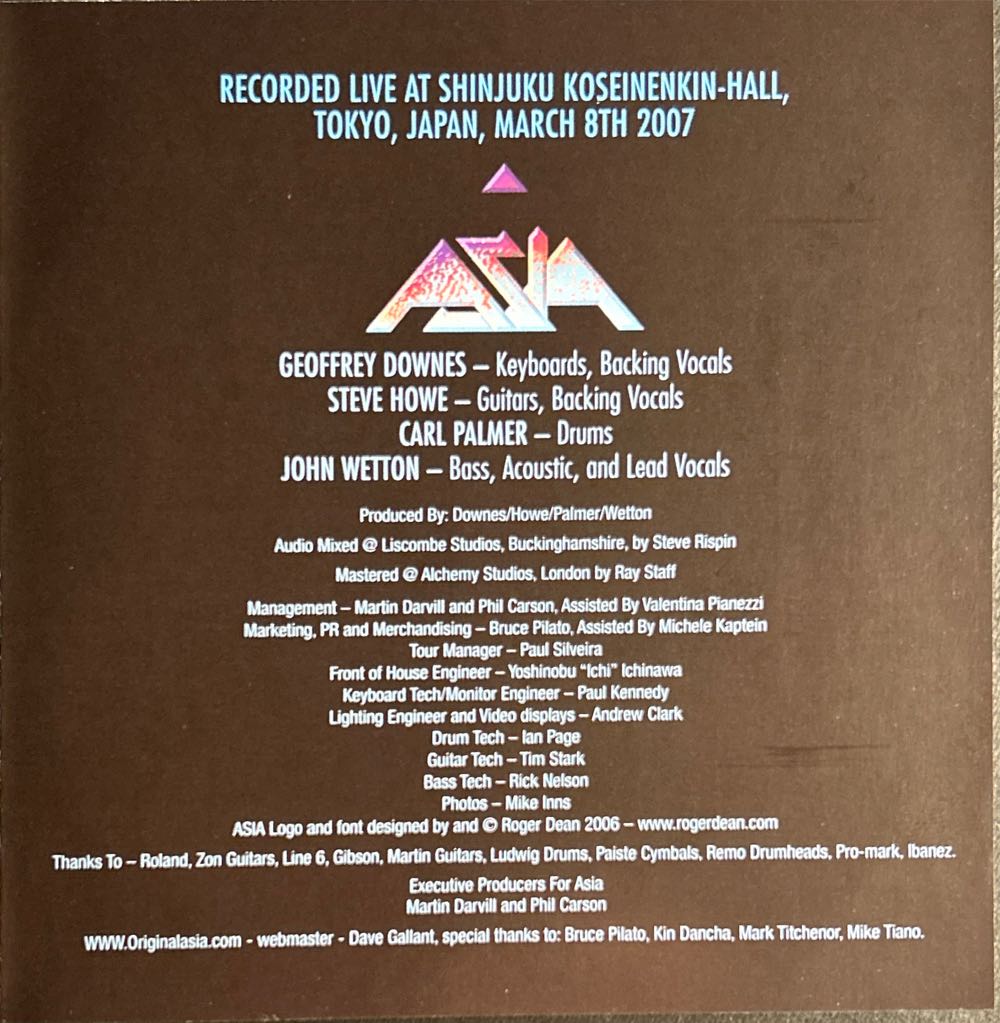 RECORDED LIVE AT SHINJUKU KOSEINENKIN-HALL,
TOKYO, JAPAN, MARCH 8TH 2007
ASIA
GEOFFREY DOWNES – Keyboards, Backing Vocals
STEVE HOWE – Guitars, Backing Vocals
CARL PALMER – Drums
JOHN WETTON – Bass, Acoustic, and Lead Vocals
Produced By: Downes/Howe/Palmer/Wetton
Audio Mixed @ Liscombe Studios, Buckinghamshire, by Steve Rispin
Mastered @ Alchemy Studios, London by Ray Staff
Management – Martin Darvill and Phil Carson, Assisted By Valentina Pianezzi
Marketing, PR and Merchandising – Bruce Pilato, Assisted By Michele Kaptein
Tour Manager – Paul Silveira
Front of House Engineer – Yoshinobu “Ichi” Ichinawa
Keyboard Tech/Monitor Engineer – Paul Kennedy
Lighting Engineer and Video displays – Andrew Clark
Drum Tech – Ian Page
Guitar Tech – Tim Stark
Bass Tech – Rick Nelson
Photos – Mike Inns
ASIA Logo and font designed by and © Roger Dean 2006 – www.rogerdean.com
Thanks To – Roland, Zon Guitars, Line 6, Gibson, Martin Guitars, Ludwig Drums, Paiste Cymbals, Remo Drumheads, Pro-mark, Ibanez.
Executive Producers For Asia
Martin Darvill and Phil Carson
WWW.Originalasia.com - webmaster - Dave Gallant, special thanks to: Bruce Pilato, Kin Dancha, Mark Titchenor, Mike Tiano.